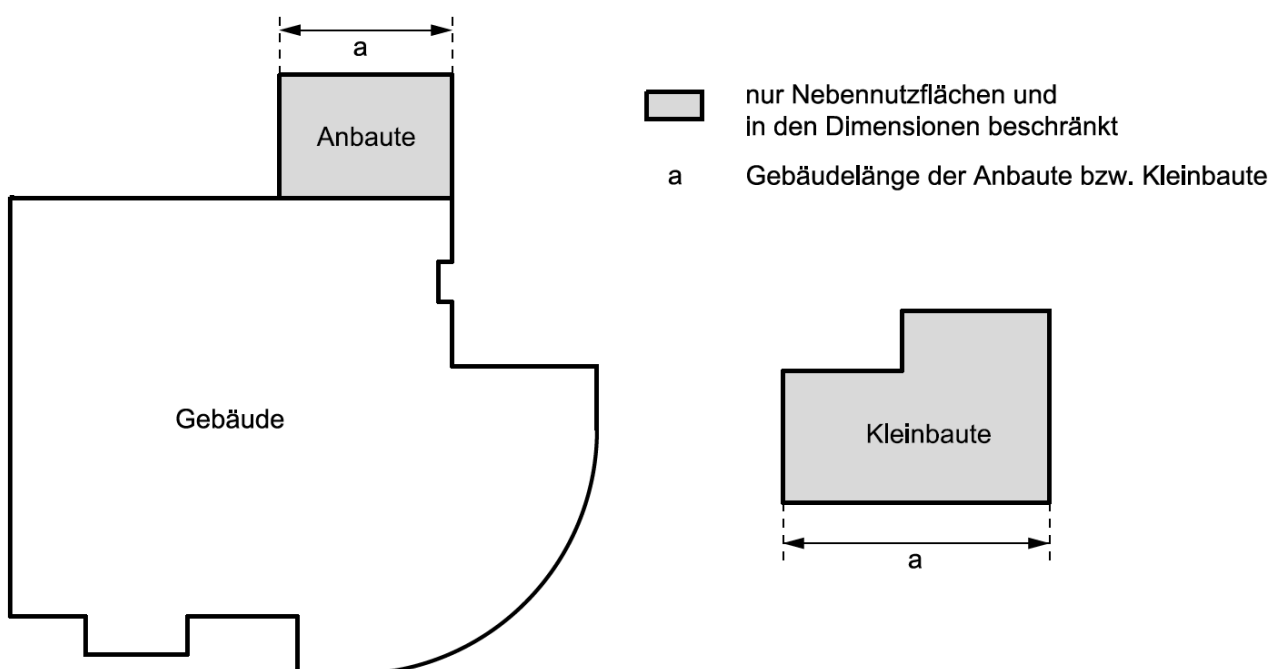 a
Anbaute
nur Nebennutzflächen und
in den Dimensionen beschränkt
a Gebäudelänge der Anbaute bzw. Kleinbaute
Gebäude
Kleinbaute
a